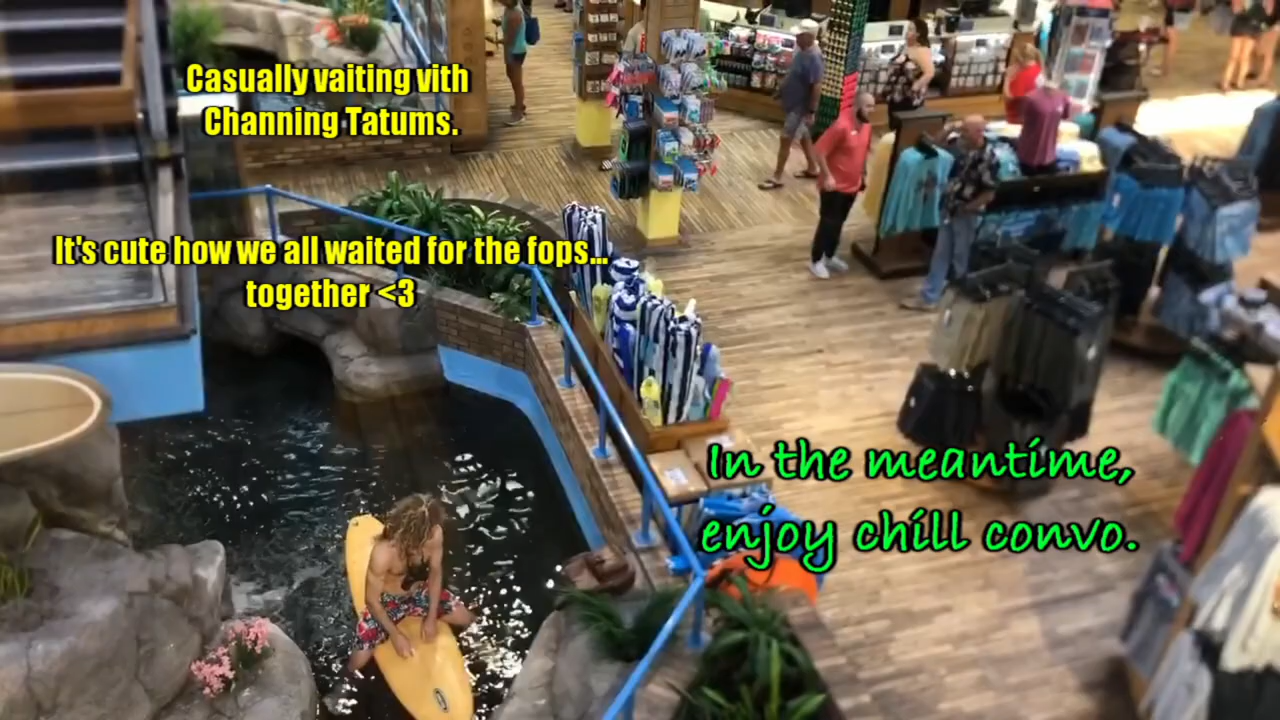 Casually vaiting vith
Channing Tatums.
It's cute how we all waited for the fops...
together <3
In the meantime,
enjoy chill convo.